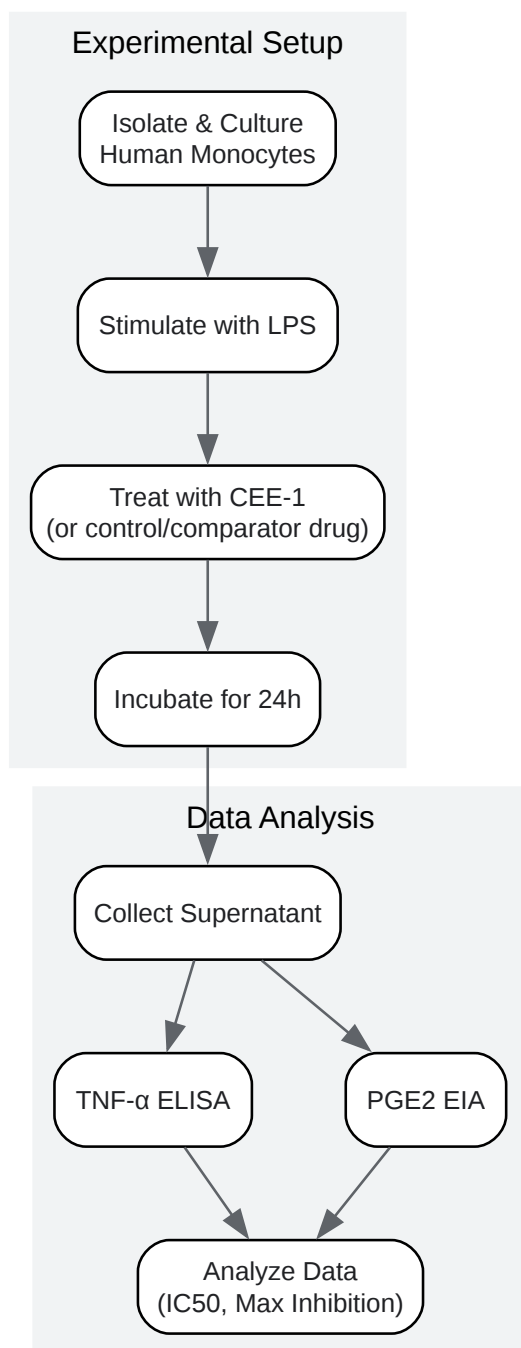 Experimental Setup
Isolate & Culture
Human Monocytes
Stimulate with LPS
Treat with CEE-1
(or control/comparator drug)
Incubate for 24h
Data Analysis
Collect Supernatant
TNF-α ELISA
PGE2 EIA
Analyze Data
(IC50, Max Inhibition)